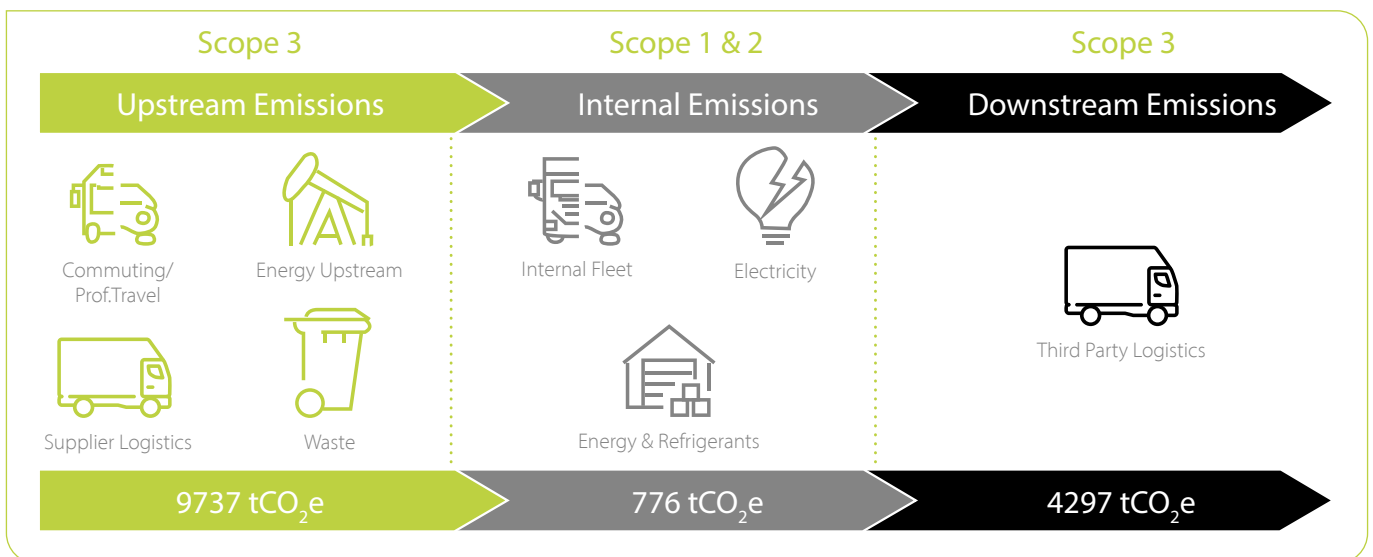 Scope 3
Scope 1 & 2
Scope 3
Upstream Emissions
Internal Emissions
Downstream Emissions
Commuting/
Prof.Travel
Energy Upstream
Supplier Logistics
Waste
Internal Fleet
Electricity
Energy & Refrigerants
Third Party Logistics
9737 tCO₂e
776 tCO₂e
4297 tCO₂e